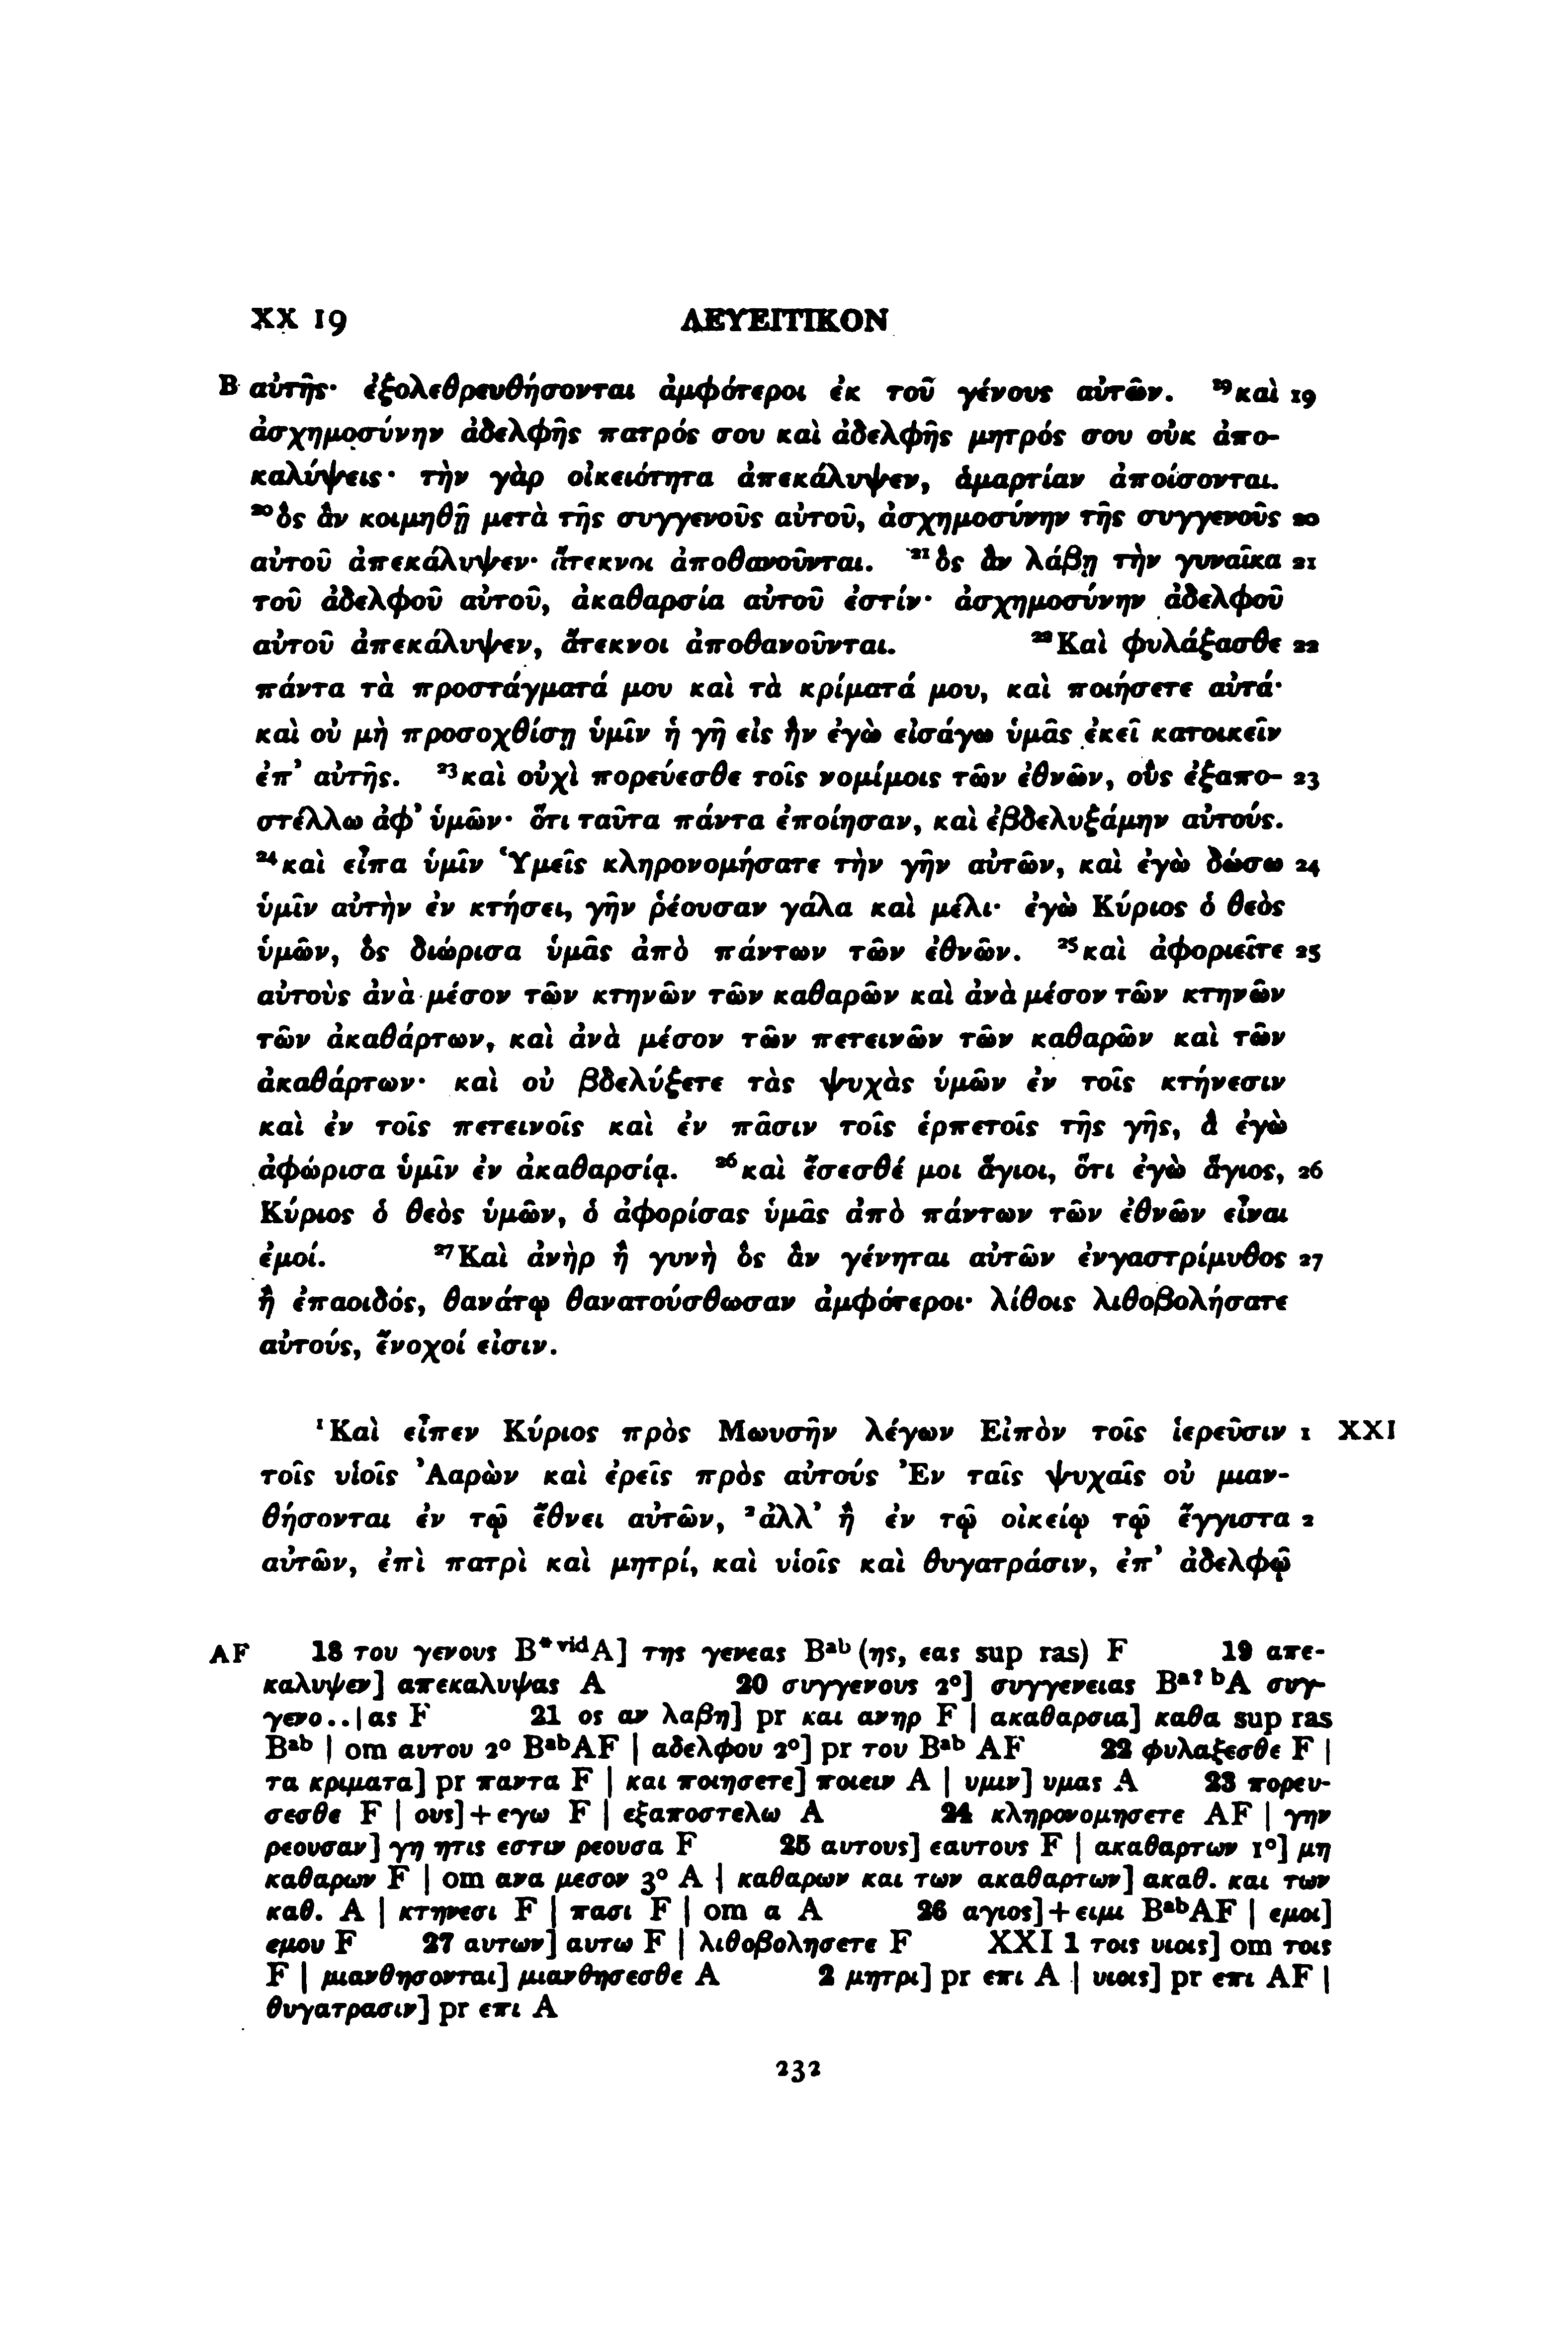 XX 19 ΛΕΥΕΙΤΙΚΟΝ
B αὐτῆς· ἐξολεθρευθήσονται ἀμφότεροι ἐκ τοῦ γένους αὐτῶν. ¹⁹καὶ 19
ἀσχημοσύνην ἀδελφῆς πατρός σου καὶ ἀδελφῆς μητρός σου οὐκ ἀπο-
καλύψεις· τὴν γὰρ οἰκειότητα ἀπεκάλυψεν, ἁμαρτίαν ἀποίσονται.
²⁰ὃς ἂν κοιμηθῇ μετὰ τῆς συγγενοῦς αὐτοῦ, ἀσχημοσύνην τῆς συγγενοῦς 20
αὐτοῦ ἀπεκάλυψεν· ἄτεκνοι ἀποθανοῦνται. ²¹ὃς ἂν λάβῃ τὴν γυναῖκα 21
τοῦ ἀδελφοῦ αὐτοῦ, ἀκαθαρσία αὐτοῦ ἐστίν· ἀσχημοσύνην ἀδελφοῦ
αὐτοῦ ἀπεκάλυψεν, ἄτεκνοι ἀποθανοῦνται. ²²Καὶ φυλάξασθε 22
πάντα τὰ προστάγματά μου καὶ τὰ κρίματά μου, καὶ ποιήσετε αὐτά·
καὶ οὐ μὴ προσοχθίσῃ ὑμῖν ἡ γῆ εἰς ἣν ἐγὼ εἰσάγω ὑμᾶς ἐκεῖ κατοικεῖν
ἐπ’ αὐτῆς. ²³καὶ οὐχὶ πορεύεσθε τοῖς νομίμοις τῶν ἐθνῶν, οὓς ἐξαπο- 23
στέλλω ἀφ’ ὑμῶν· ὅτι ταῦτα πάντα ἐποίησαν, καὶ ἐβδελυξάμην αὐτούς.
²⁴καὶ εἶπα ὑμῖν Ὑμεῖς κληρονομήσατε τὴν γῆν αὐτῶν, καὶ ἐγὼ δώσω 24
ὑμῖν αὐτὴν ἐν κτήσει, γῆν ῥέουσαν γάλα καὶ μέλι· ἐγὼ Κύριος ὁ θεὸς
ὑμῶν, ὃς διώρισα ὑμᾶς ἀπὸ πάντων τῶν ἐθνῶν. ²⁵καὶ ἀφοριεῖτε 25
αὐτοὺς ἀνὰ μέσον τῶν κτηνῶν τῶν καθαρῶν καὶ ἀνὰ μέσον τῶν κτηνῶν
τῶν ἀκαθάρτων, καὶ ἀνὰ μέσον τῶν πετεινῶν τῶν καθαρῶν καὶ τῶν
ἀκαθάρτων· καὶ οὐ βδελύξετε τὰς ψυχὰς ὑμῶν ἐν τοῖς κτήνεσιν
καὶ ἐν τοῖς πετεινοῖς καὶ ἐν πᾶσιν τοῖς ἑρπετοῖς τῆς γῆς, ἃ ἐγὼ
ἀφώρισα ὑμῖν ἐν ἀκαθαρσίᾳ. ²⁶καὶ ἔσεσθέ μοι ἅγιοι, ὅτι ἐγὼ ἅγιος, 26
Κύριος ὁ θεὸς ὑμῶν, ὁ ἀφορίσας ὑμᾶς ἀπὸ πάντων τῶν ἐθνῶν εἶναι
ἐμοί. ²⁷Καὶ ἀνὴρ ἢ γυνὴ ὃς ἂν γένηται αὐτῶν ἐνγαστρίμυθος 27
ἢ ἐπαοιδός, θανάτῳ θανατούσθωσαν ἀμφότεροι· λίθοις λιθοβολήσατε
αὐτούς, ἔνοχοί εἰσιν.
¹Καὶ εἶπεν Κύριος πρὸς Μωυσῆν λέγων Εἰπὸν τοῖς ἱερεῦσιν 1 XXI
τοῖς υἱοῖς Ἀαρὼν καὶ ἐρεῖς πρὸς αὐτούς Ἐν ταῖς ψυχαῖς οὐ μιαν-
θήσονται ἐν τῷ ἔθνει αὐτῶν, ²ἀλλ’ ἢ ἐν τῷ οἰκείῳ τῷ ἔγγιστα 2
αὐτῶν, ἐπὶ πατρὶ καὶ μητρί, καὶ υἱοῖς καὶ θυγατράσιν, ἐπ’ ἀδελφῷ
AF 18 του γενους B*ᵛⁱᵈA] της γενεας Bᵃᵇ (ης, εας sup ras) F 19 απε-
καλυψεν] απεκαλυψας A 20 συγγενους 2°] συγγενειας Bᵃ?ᵇA συγ-
γενο..|ας F 21 ος αν λαβη] pr και ανηρ F | ακαθαρσια] καθα sup ras
Bᵃᵇ | om αυτου 2° BᵃᵇAF | αδελφου 2°] pr του Bᵃᵇ AF 22 φυλαξεσθε F |
τα κριματα] pr παντα F | και ποιησετε] ποιειν A | υμιν] υμας A 23 πορευ-
σεσθε F | ους]+εγω F | εξαποστελω A 24 κληρονομησετε AF | γην
ρεουσαν] γη ητις εστιν ρεουσα F 25 αυτους] εαυτους F | ακαθαρτων 1°] μη
καθαρων F | om ανα μεσον 3° A | καθαρων και των ακαθαρτων] ακαθ. και των
καθ. A | κτηνεσι F | πασι F | om α A 26 αγιος]+ειμι BᵃᵇAF | εμοι]
εμου F 27 αυτων] αυτω F | λιθοβολησετε F XXI 1 τοις υιοις] om τοις
F | μιανθησονται] μιανθησεσθε A 2 μητρι] pr επι A | υιοις] pr επι AF |
θυγατρασιν] pr επι A
232